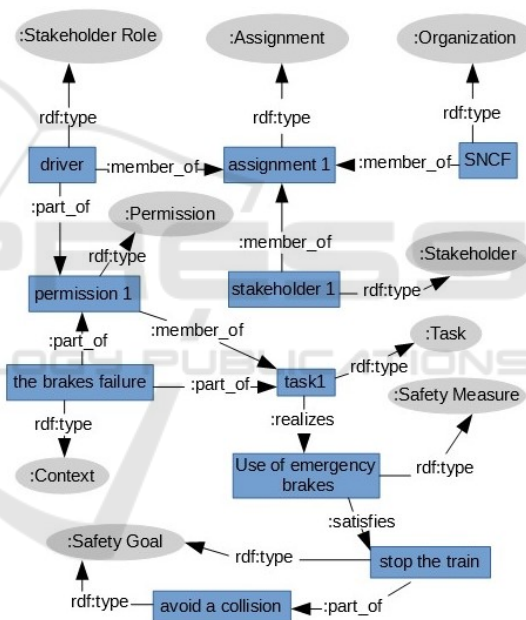 :Stakeholder Role
:Assignment
:Organization
rdf:type
rdf:type
rdf:type
driver
:member_of
assignment 1
:member_of
SNCF
:part_of
:Permission
:member_of
:Stakeholder
rdf:type
permission 1
stakeholder 1
rdf:type
:member_of
:Task
:part_of
rdf:type
the brakes failure
:part_of
task1
:Safety Measure
rdf:type
:realizes
:Context
Use of emergency
brakes
rdf:type
:satisfies
:Safety Goal
rdf:type
stop the train
rdf:type
avoid a collision
:part_of